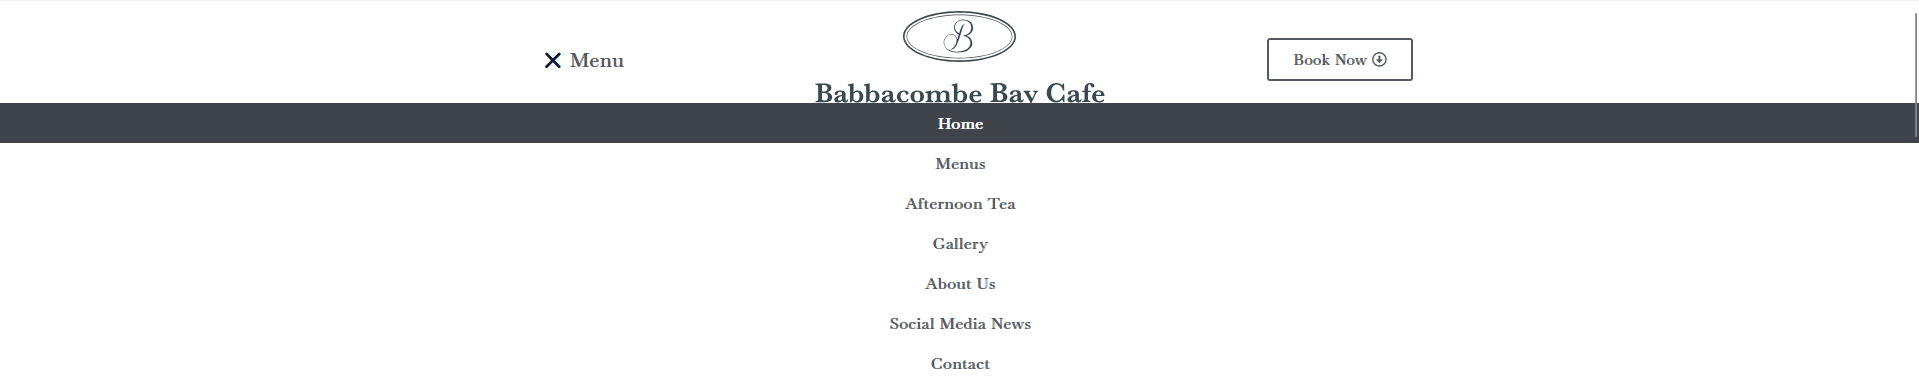 B
Menu
Babbacombe Bay Cafe
Book Now
Home
Menus
Afternoon Tea
Gallery
About Us
Social Media News
Contact